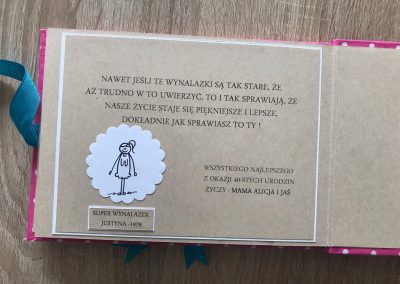 NAWET JEŚLI TE WYNALAZKI SĄ TAK STARE, ŻE
AŻ TRUDNO W TO UWIERZYĆ, TO I TAK SPRAWIAJĄ, ŻE
NASZE ŻYCIE STAJE SIĘ PIĘKNIEJSZE I LEPSZE,
DOKŁADNIE JAK SPRAWIASZ TO TY !
WSZYSTKIEGO NAJLEPSZEGO
Z OKAZJI 40-STYCH URODZIN
ŻYCZY : MAMA ALICJA I JAŚ
SUPER WYNALAZEK
JUSTYNA -1979